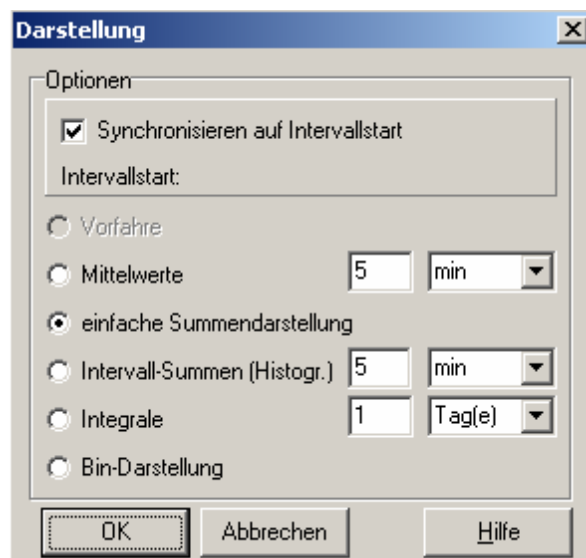 Darstellung
Optionen
Synchronisieren auf Intervallstart
Intervallstart:
Vorfahre
Mittelwerte 5 min
einfache Summendarstellung
Intervall-Summen (Histogr.) 5 min
Integrale 1 Tag(e)
Bin-Darstellung
OK Abbrechen Hilfe